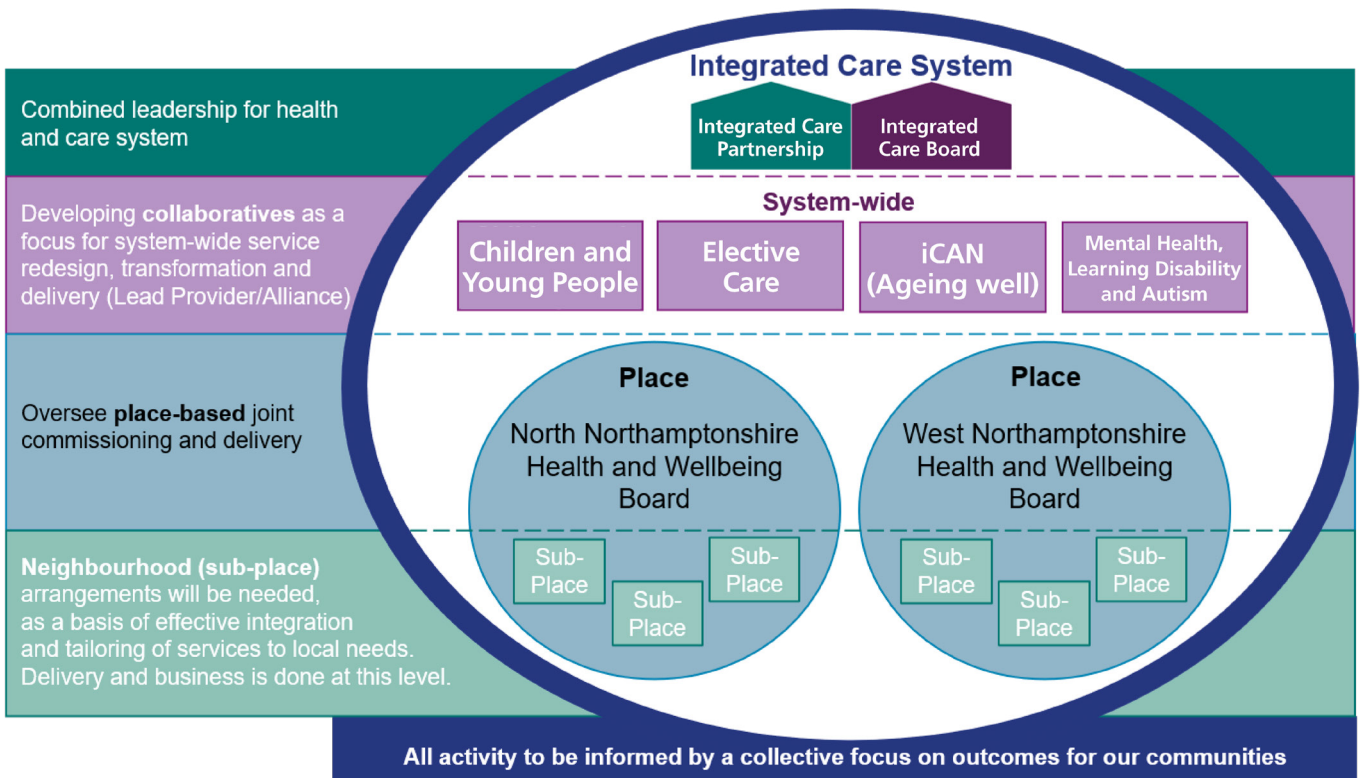 Integrated Care System
Combined leadership for health
and care system
Integrated Care
Partnership
Integrated
Care Board
Developing collaboratives as a
focus for system-wide service
redesign, transformation and
delivery (Lead Provider/Alliance)
System-wide
Children and
Young People
Elective
Care
iCAN
(Ageing well)
Mental Health,
Learning Disability
and Autism
Oversee place-based joint
commissioning and delivery
Place
North Northamptonshire
Health and Wellbeing
Board
Place
West Northamptonshire
Health and Wellbeing
Board
Neighbourhood (sub-place)
arrangements will be needed,
as a basis of effective integration
and tailoring of services to local needs.
Delivery and business is done at this level.
Sub-
Place
Sub-
Place
Sub-
Place
Sub-
Place
Sub-
Place
Sub-
Place
All activity to be informed by a collective focus on outcomes for our communities